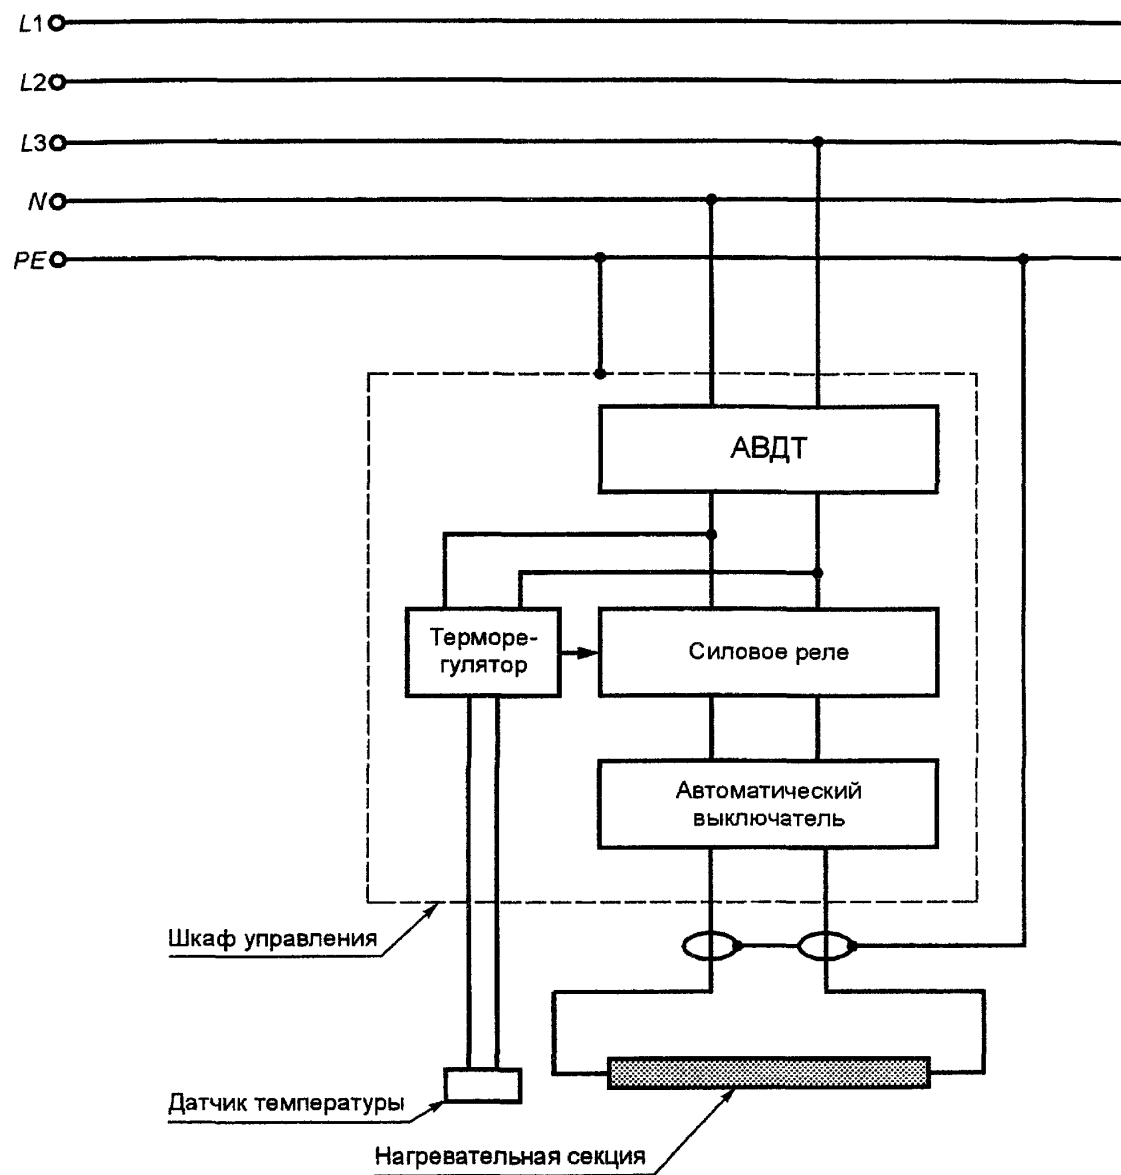 L1
L2
L3
N
PE
АВДТ
Терморе-
гулятор
Силовое реле
Автоматический
выключатель
Шкаф управления
Датчик температуры
Нагревательная секция